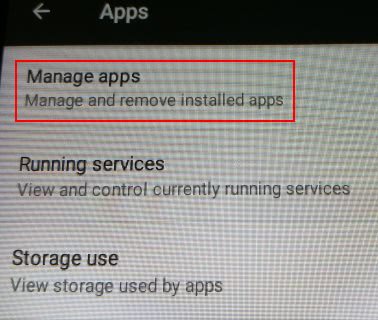 Apps
Manage apps
Manage and remove installed apps
Running services
View and control currently running services
Storage use
View storage used by apps